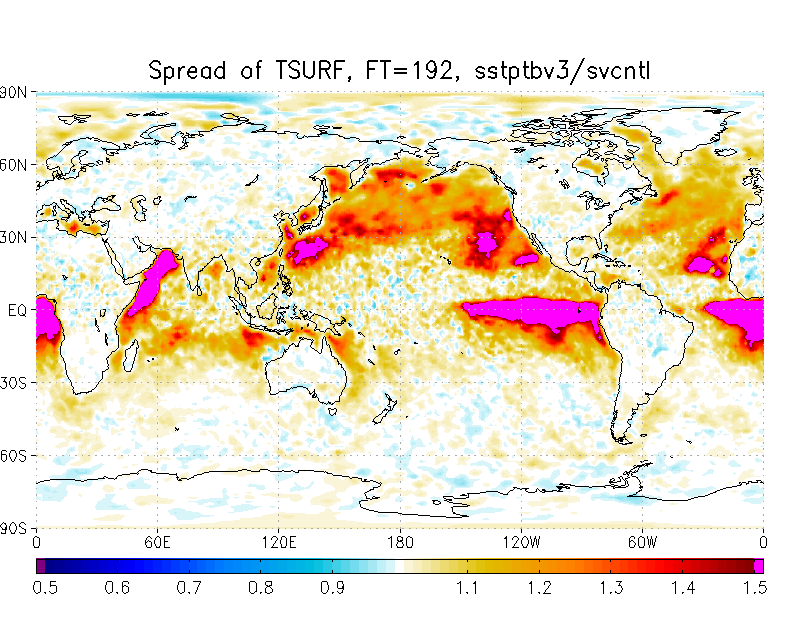 Spread of TSURF, FT=192, sstptbv3/svcntl
90N
60N
30N
EQ
30S
60S
90S
0 60E 120E 180 120W 60W 0
0.5 0.6 0.7 0.8 0.9 1.1 1.2 1.3 1.4 1.5